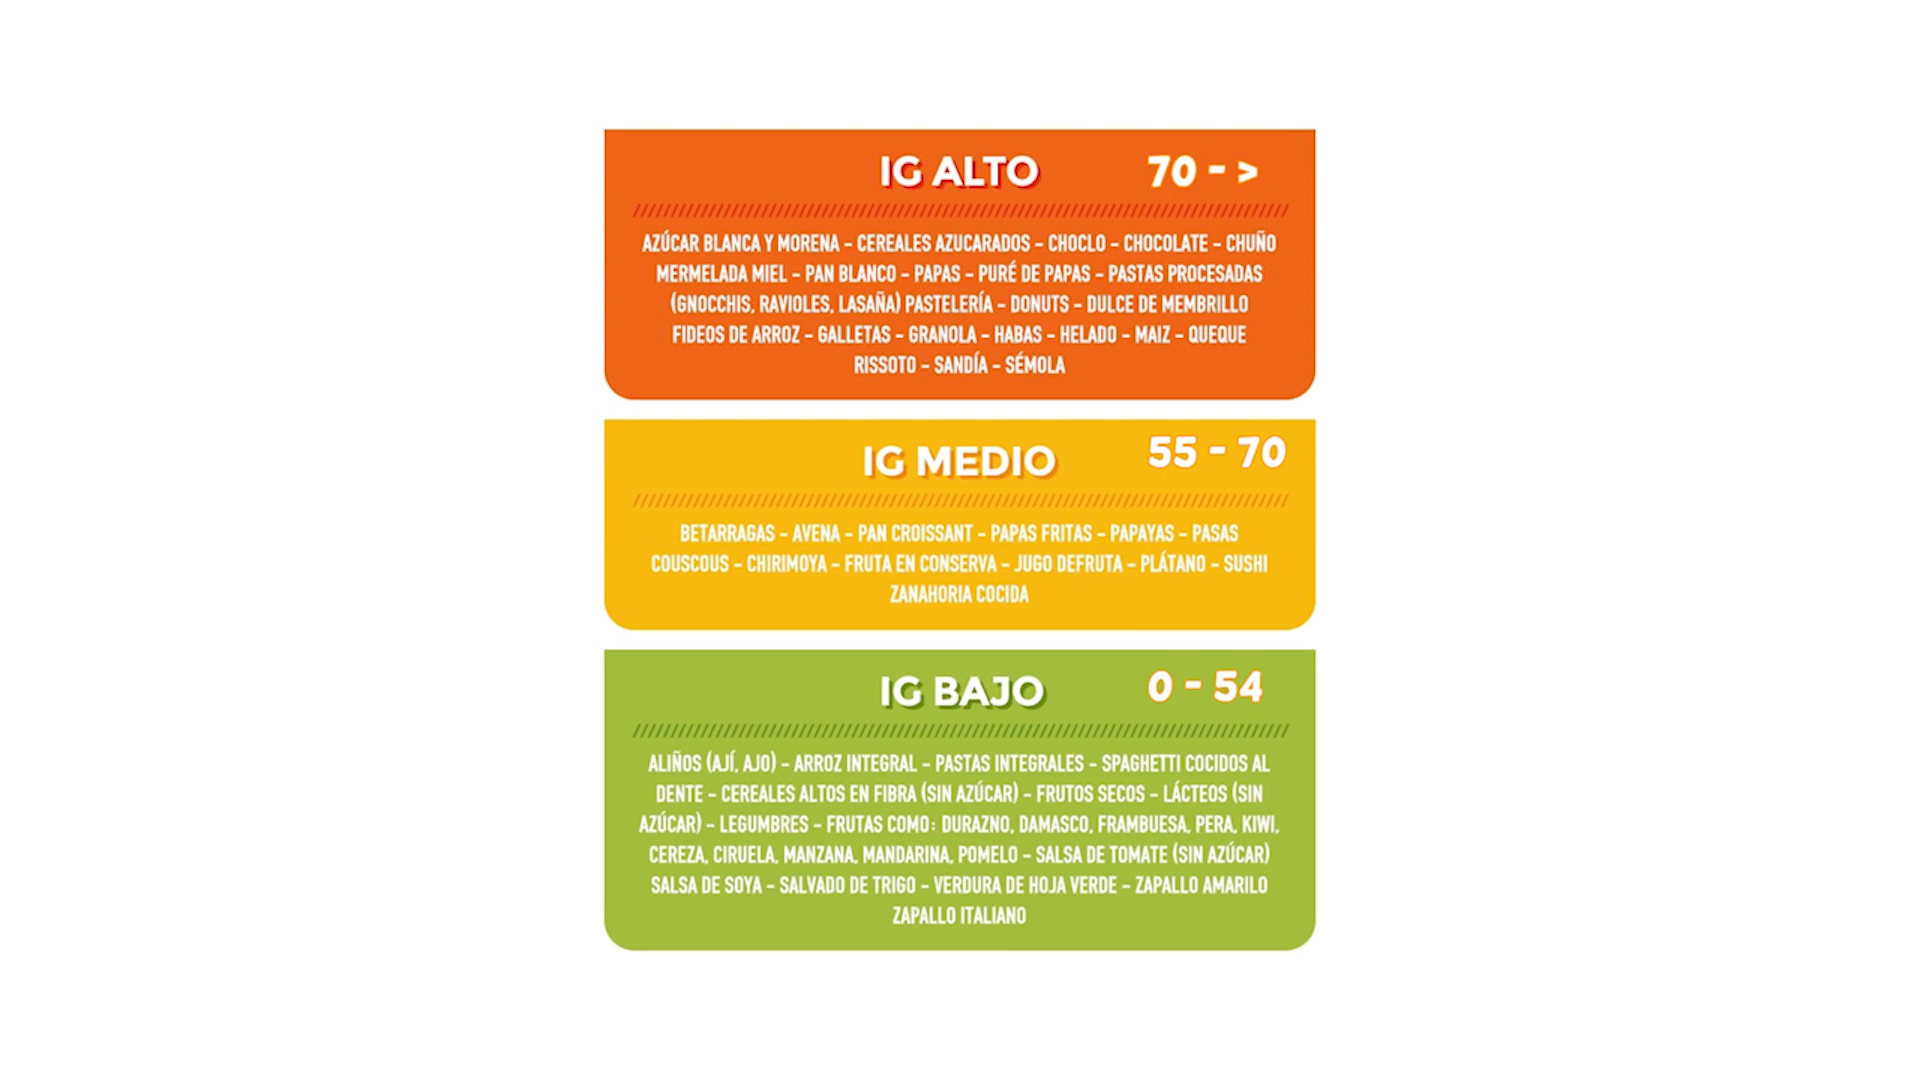 IG ALTO 70 - >
AZÚCAR BLANCA Y MORENA - CEREALES AZUCARADOS - CHOCLO - CHOCOLATE - CHUÑO
MERMELADA MIEL - PAN BLANCO - PAPAS - PURÉ DE PAPAS - PASTAS PROCESADAS
(GNOCCHIS, RAVIOLES, LASAÑA) PASTELERÍA - DONUTS - DULCE DE MEMBRILLO
FIDEOS DE ARROZ - GALLETAS - GRANOLA - HABAS - HELADO - MAIZ - QUEQUE
RISSOTO - SANDÍA - SÉMOLA
IG MEDIO 55 - 70
BETARRAGAS - AVENA - PAN CROISSANT - PAPAS FRITAS - PAPAYAS - PASAS
COUSCOUS - CHIRIMOYA - FRUTA EN CONSERVA - JUGO DEFRUTA - PLÁTANO - SUSHI
ZANAHORIA COCIDA
IG BAJO 0 - 54
ALIÑOS (AJÍ, AJO) - ARROZ INTEGRAL - PASTAS INTEGRALES - SPAGHETTI COCIDOS AL
DENTE - CEREALES ALTOS EN FIBRA (SIN AZÚCAR) - FRUTOS SECOS - LÁCTEOS (SIN
AZÚCAR) - LEGUMBRES - FRUTAS COMO: DURAZNO, DAMASCO, FRAMBUESA, PERA, KIWI,
CEREZA, CIRUELA, MANZANA, MANDARINA, POMELO - SALSA DE TOMATE (SIN AZÚCAR)
SALSA DE SOYA - SALVADO DE TRIGO - VERDURA DE HOJA VERDE - ZAPALLO AMARILO
ZAPALLO ITALIANO